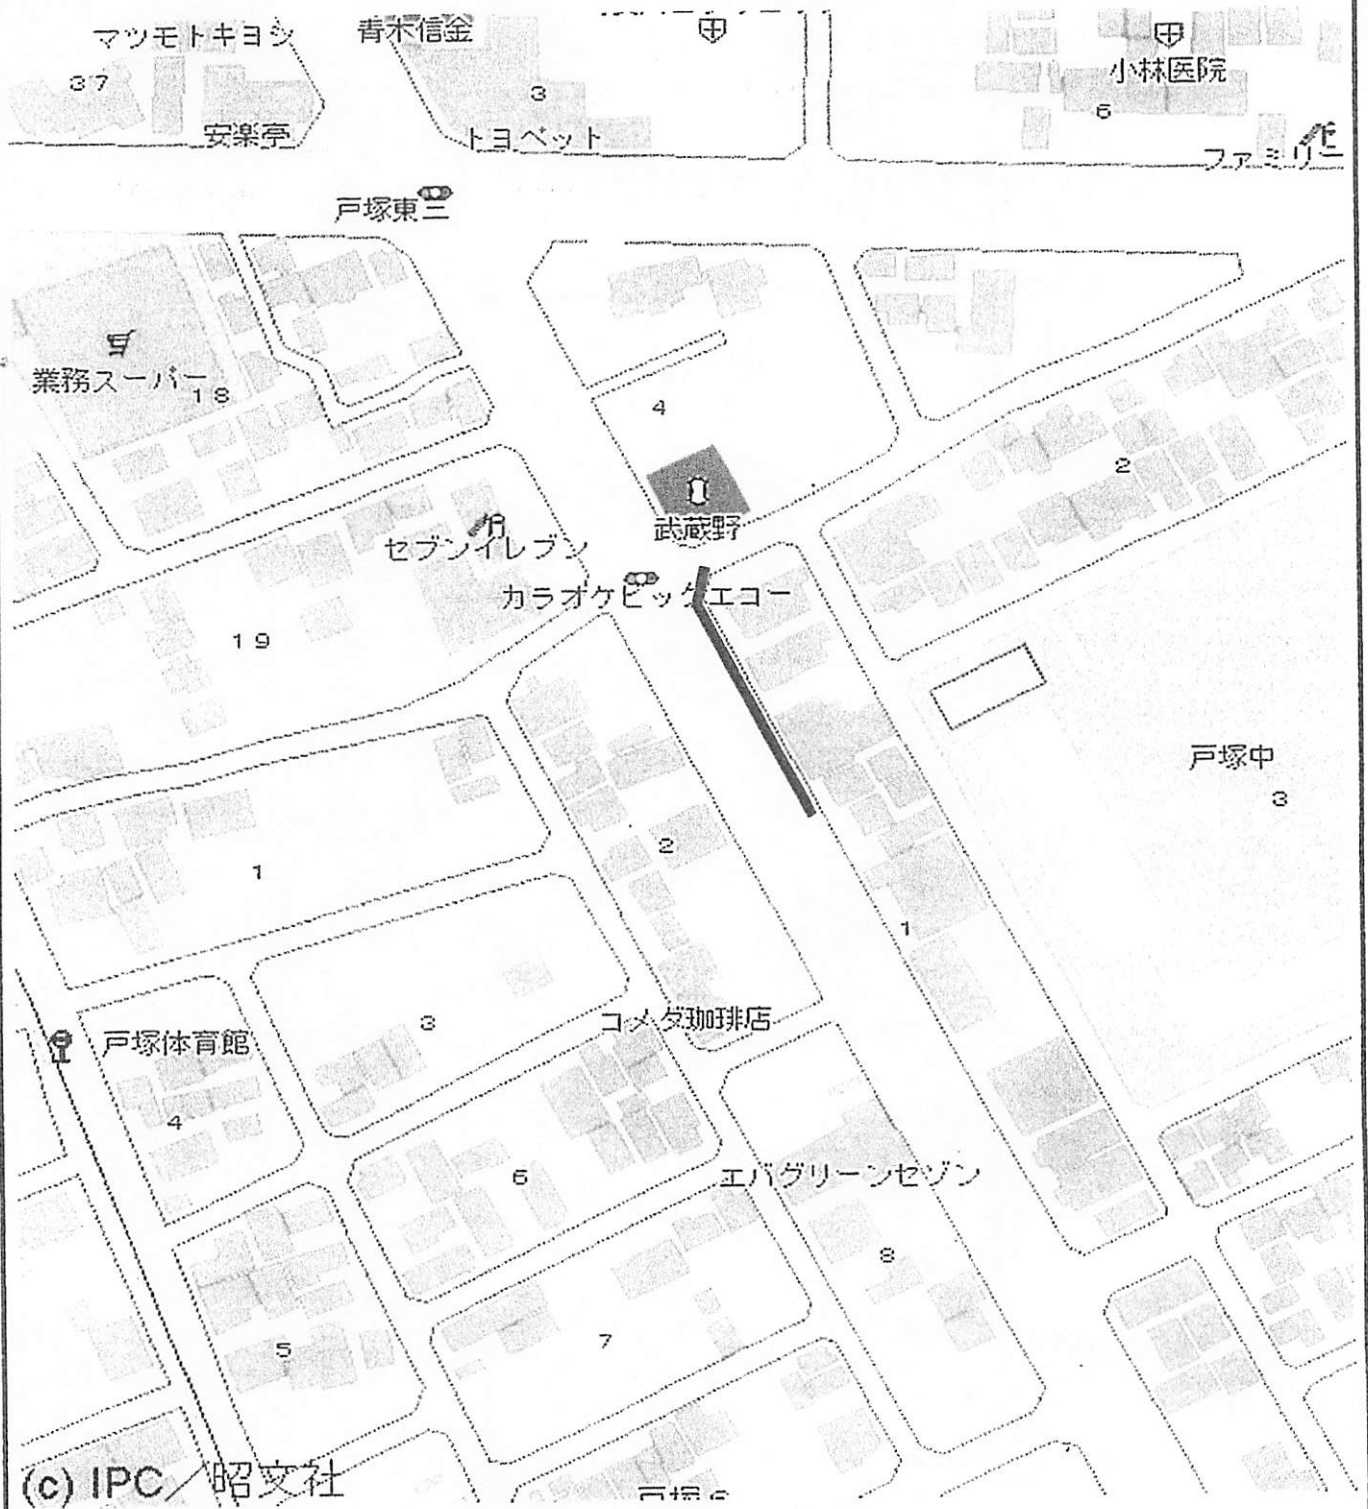 マツモトキヨシ
青木信金
37
3
小林医院
6
安楽亭
トヨペット
ファミリー
戸塚東三
業務スーパー
18
4
2
武蔵野
セブンイレブン
カラオケビッグエコー
19
戸塚中
3
2
1
1
コメダ珈琲店
3
戸塚体育館
4
6
エバグリーンセゾン
8
7
5
(c) IPC／昭文社